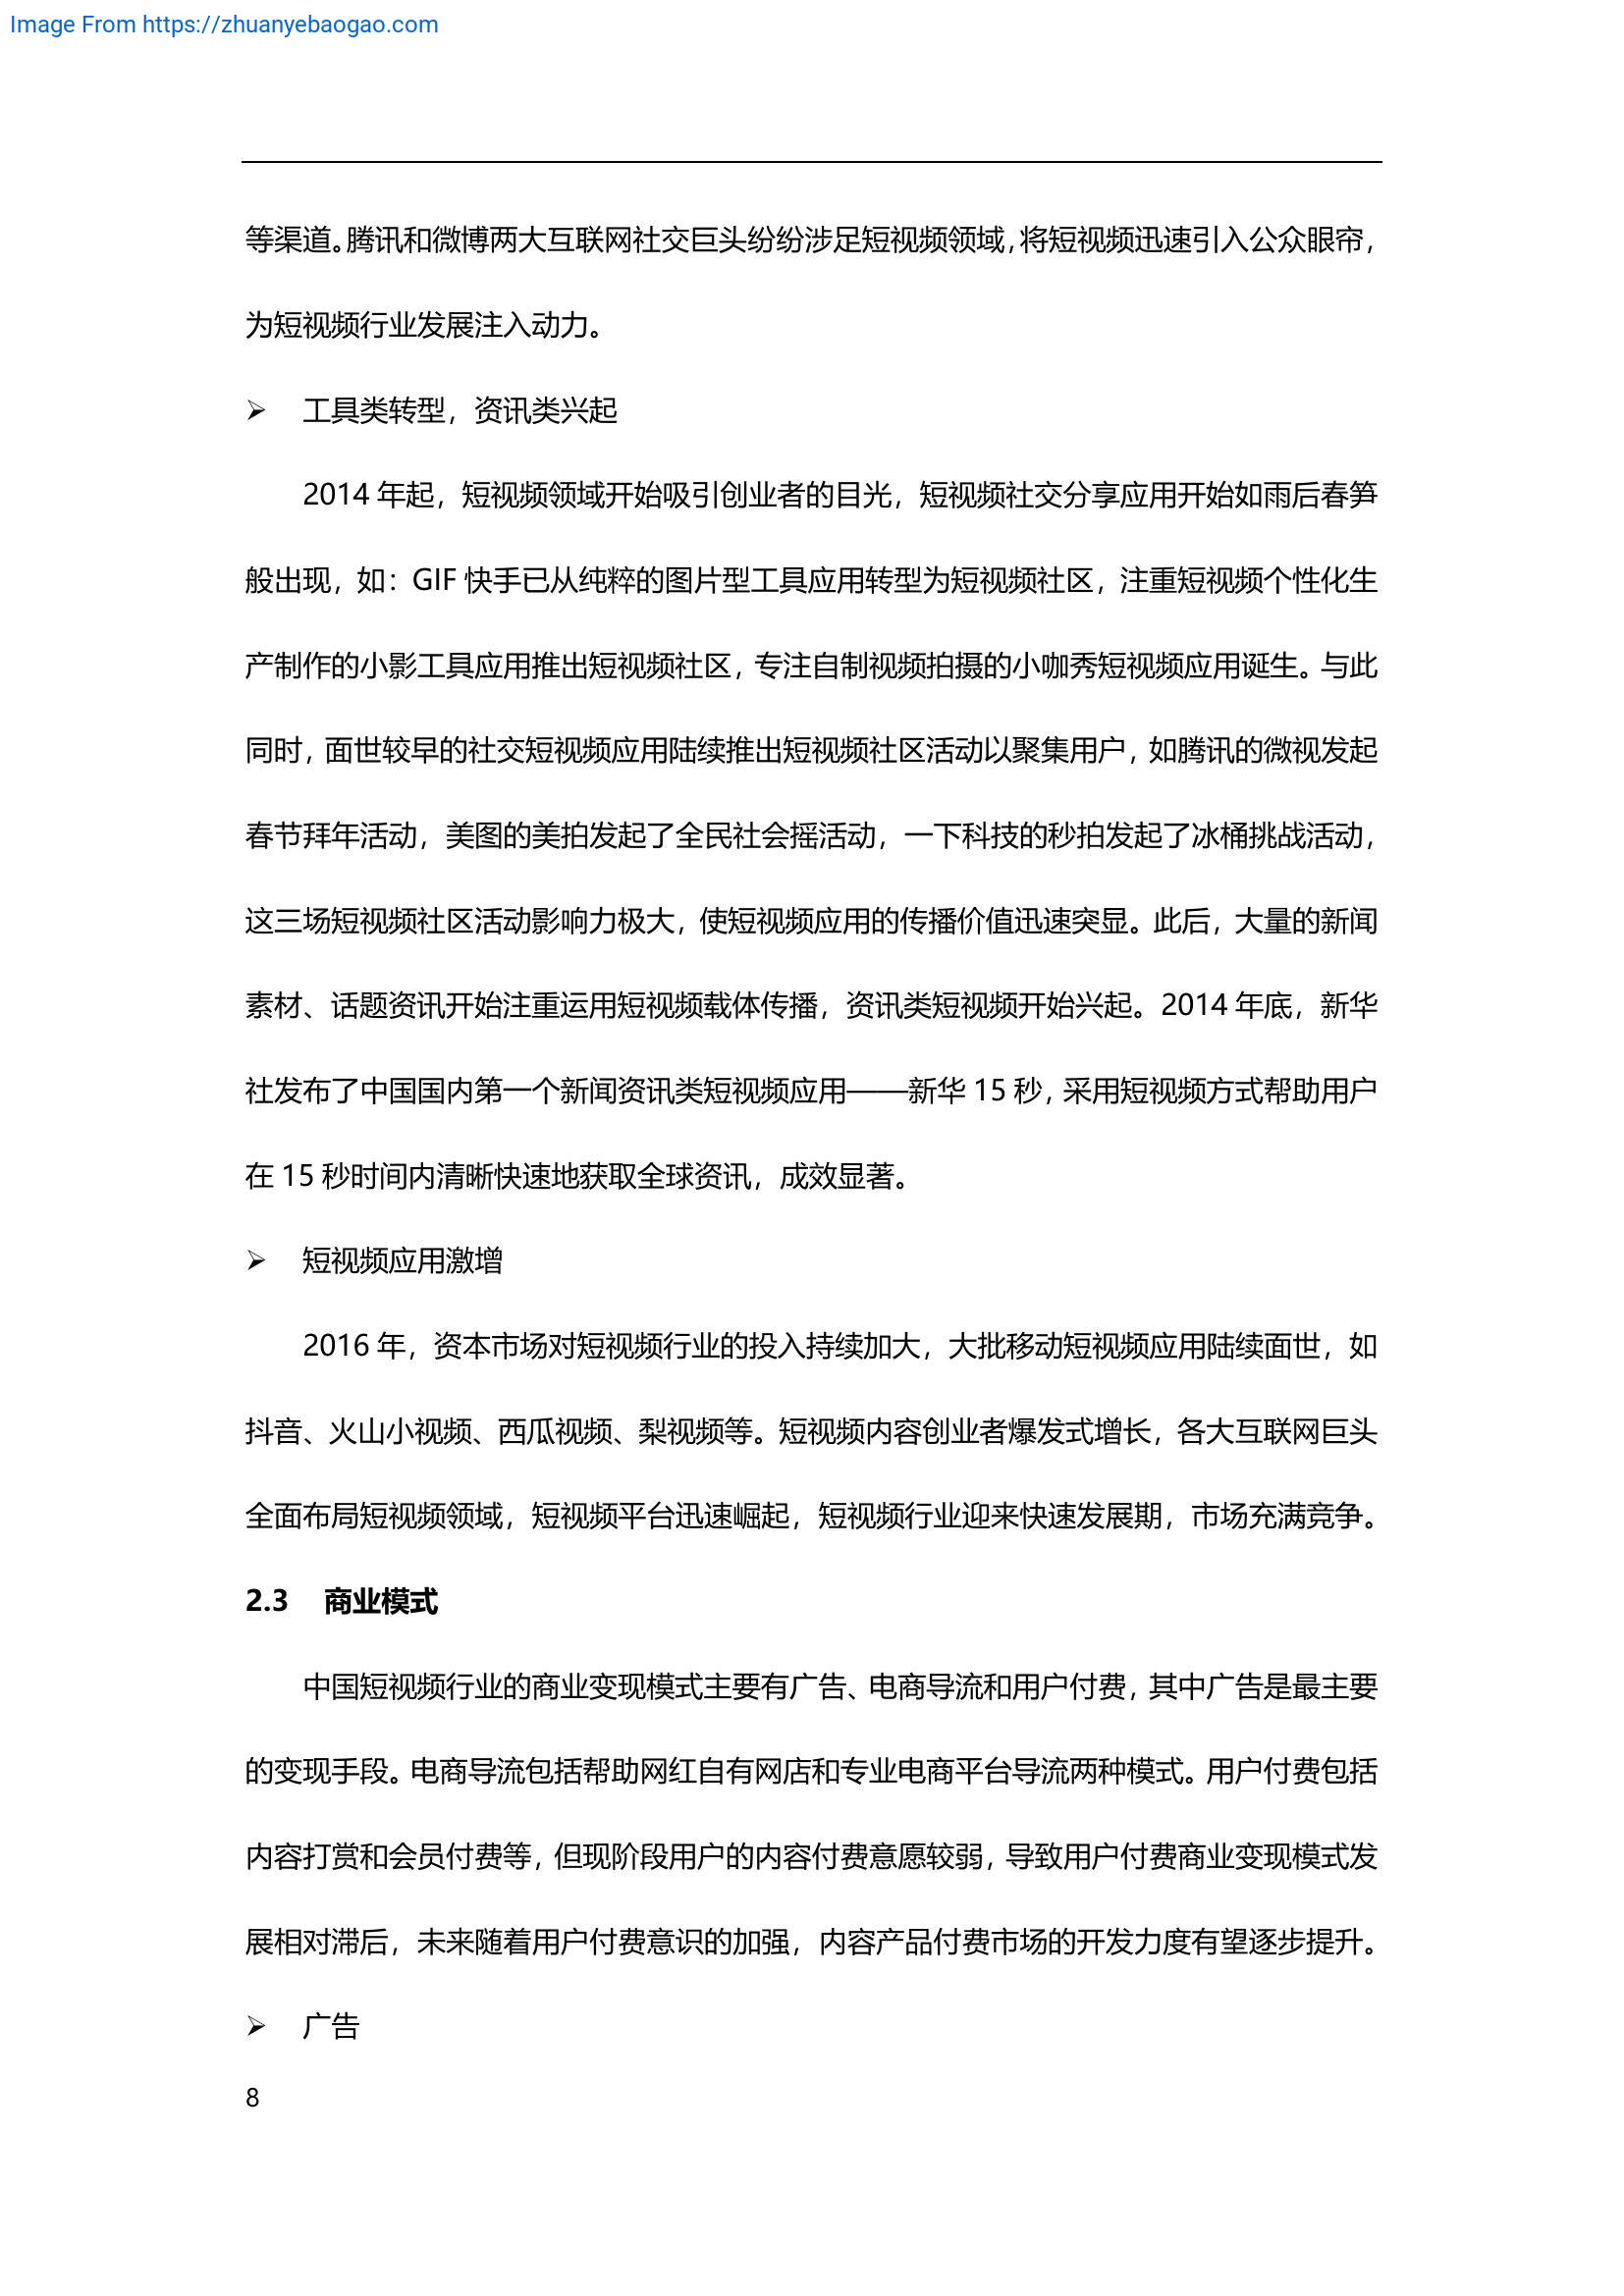 Image From https://zhuanyebaogao.com
等渠道。腾讯和微博两大互联网社交巨头纷纷涉足短视频领域，将短视频迅速引入公众眼帘，
为短视频行业发展注入动力。
➢ 工具类转型，资讯类兴起
2014 年起，短视频领域开始吸引创业者的目光，短视频社交分享应用开始如雨后春笋
般出现，如：GIF 快手已从纯粹的图片型工具应用转型为短视频社区，注重短视频个性化生
产制作的小影工具应用推出短视频社区，专注自制视频拍摄的小咖秀短视频应用诞生。与此
同时，面世较早的社交短视频应用陆续推出短视频社区活动以聚集用户，如腾讯的微视发起
春节拜年活动，美图的美拍发起了全民社会摇活动，一下科技的秒拍发起了冰桶挑战活动，
这三场短视频社区活动影响力极大，使短视频应用的传播价值迅速突显。此后，大量的新闻
素材、话题资讯开始注重运用短视频载体传播，资讯类短视频开始兴起。2014 年底，新华
社发布了中国国内第一个新闻资讯类短视频应用——新华 15 秒，采用短视频方式帮助用户
在 15 秒时间内清晰快速地获取全球资讯，成效显著。
➢ 短视频应用激增
2016 年，资本市场对短视频行业的投入持续加大，大批移动短视频应用陆续面世，如
抖音、火山小视频、西瓜视频、梨视频等。短视频内容创业者爆发式增长，各大互联网巨头
全面布局短视频领域，短视频平台迅速崛起，短视频行业迎来快速发展期，市场充满竞争。
2.3 商业模式
中国短视频行业的商业变现模式主要有广告、电商导流和用户付费，其中广告是最主要
的变现手段。电商导流包括帮助网红自有网店和专业电商平台导流两种模式。用户付费包括
内容打赏和会员付费等，但现阶段用户的内容付费意愿较弱，导致用户付费商业变现模式发
展相对滞后，未来随着用户付费意识的加强，内容产品付费市场的开发力度有望逐步提升。
➢ 广告
8